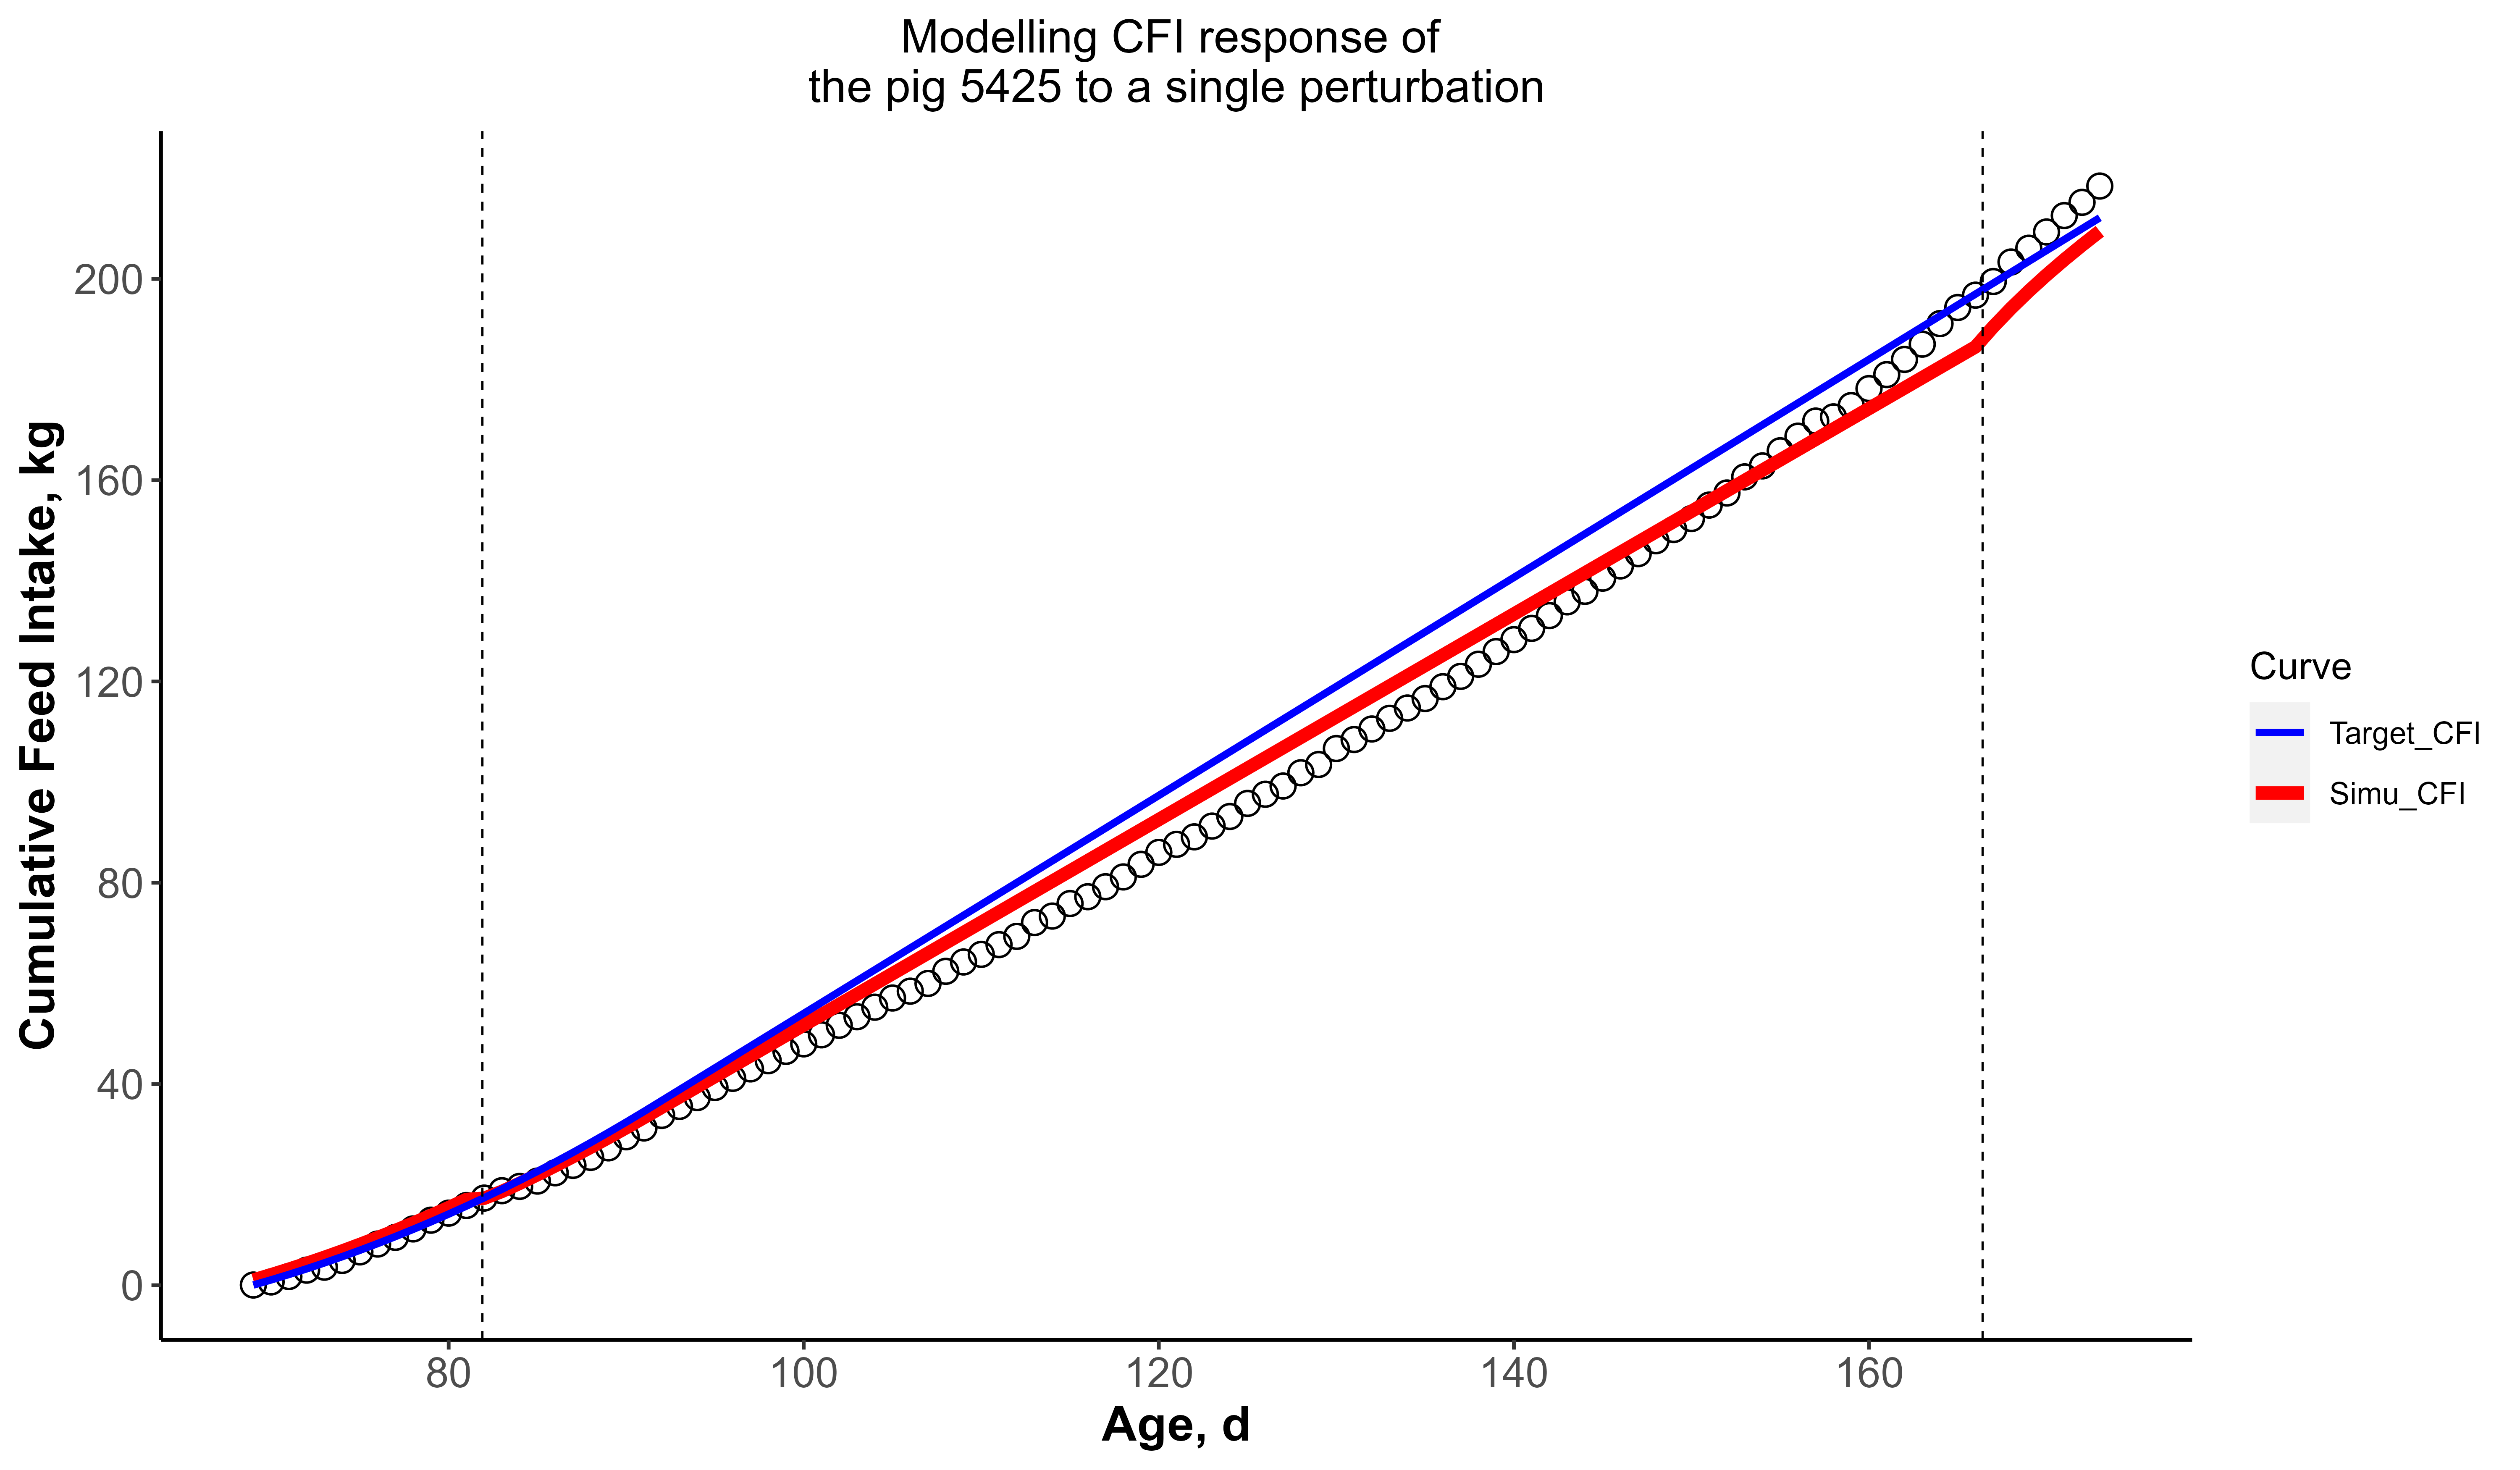 Modelling CFI response of
the pig 5425 to a single perturbation
Cumulative Feed Intake, kg
200
160
120
80
40
0
80
100
120
140
160
Age, d
Curve
Target_CFI
Simu_CFI